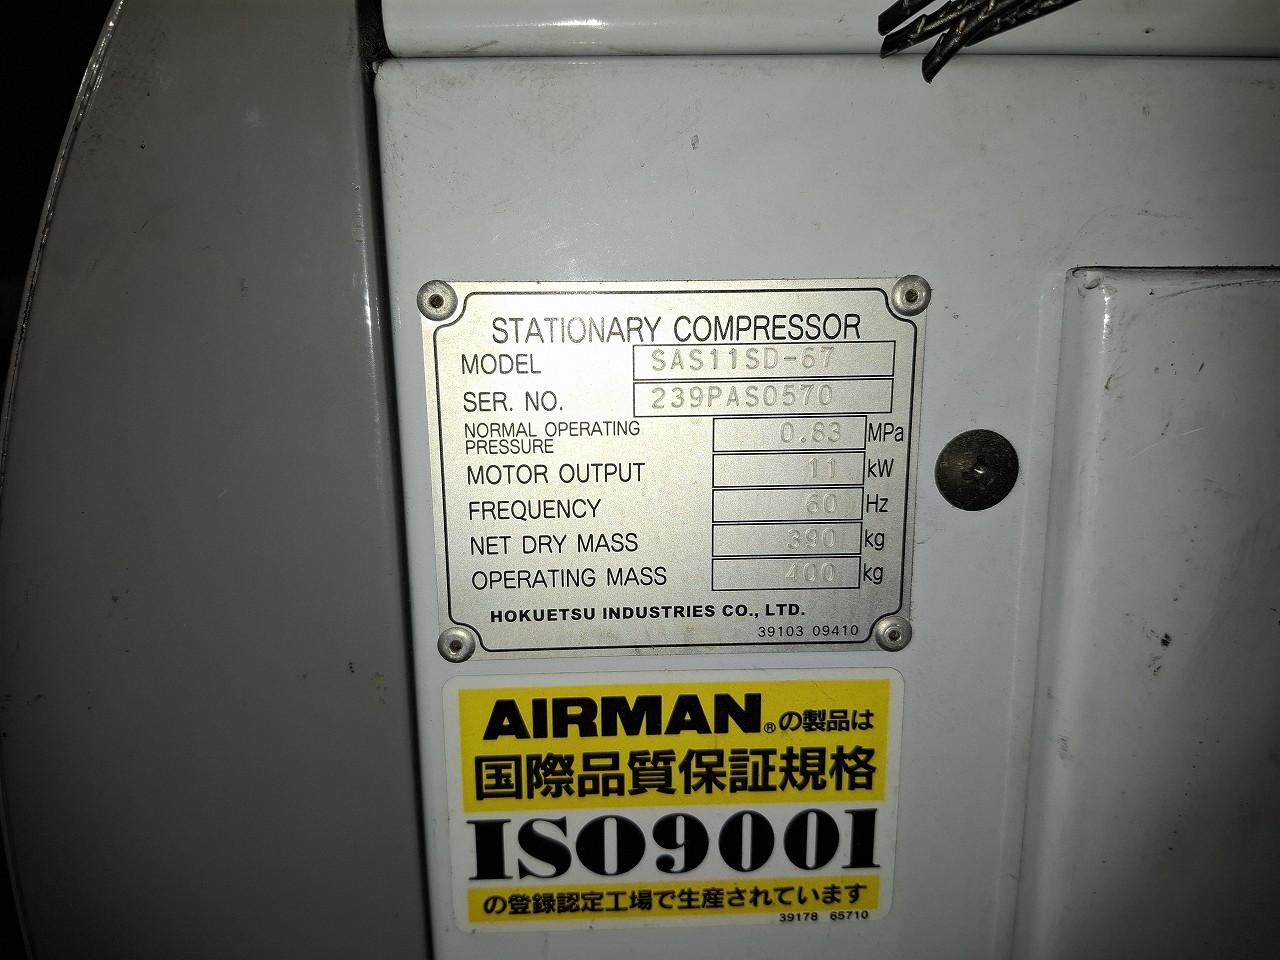 STATIONARY COMPRESSOR
MODEL SAS11SD-67
SER. NO. 239PAS0570
NORMAL OPERATING
PRESSURE 0.83 MPa
MOTOR OUTPUT 11 kW
FREQUENCY 60 Hz
NET DRY MASS 390 kg
OPERATING MASS 400 kg
HOKUETSU INDUSTRIES CO., LTD.
39103 09410
AIRMAN®の製品は
国際品質保証規格
ISO9001
の登録認定工場で生産されています
39178 65710